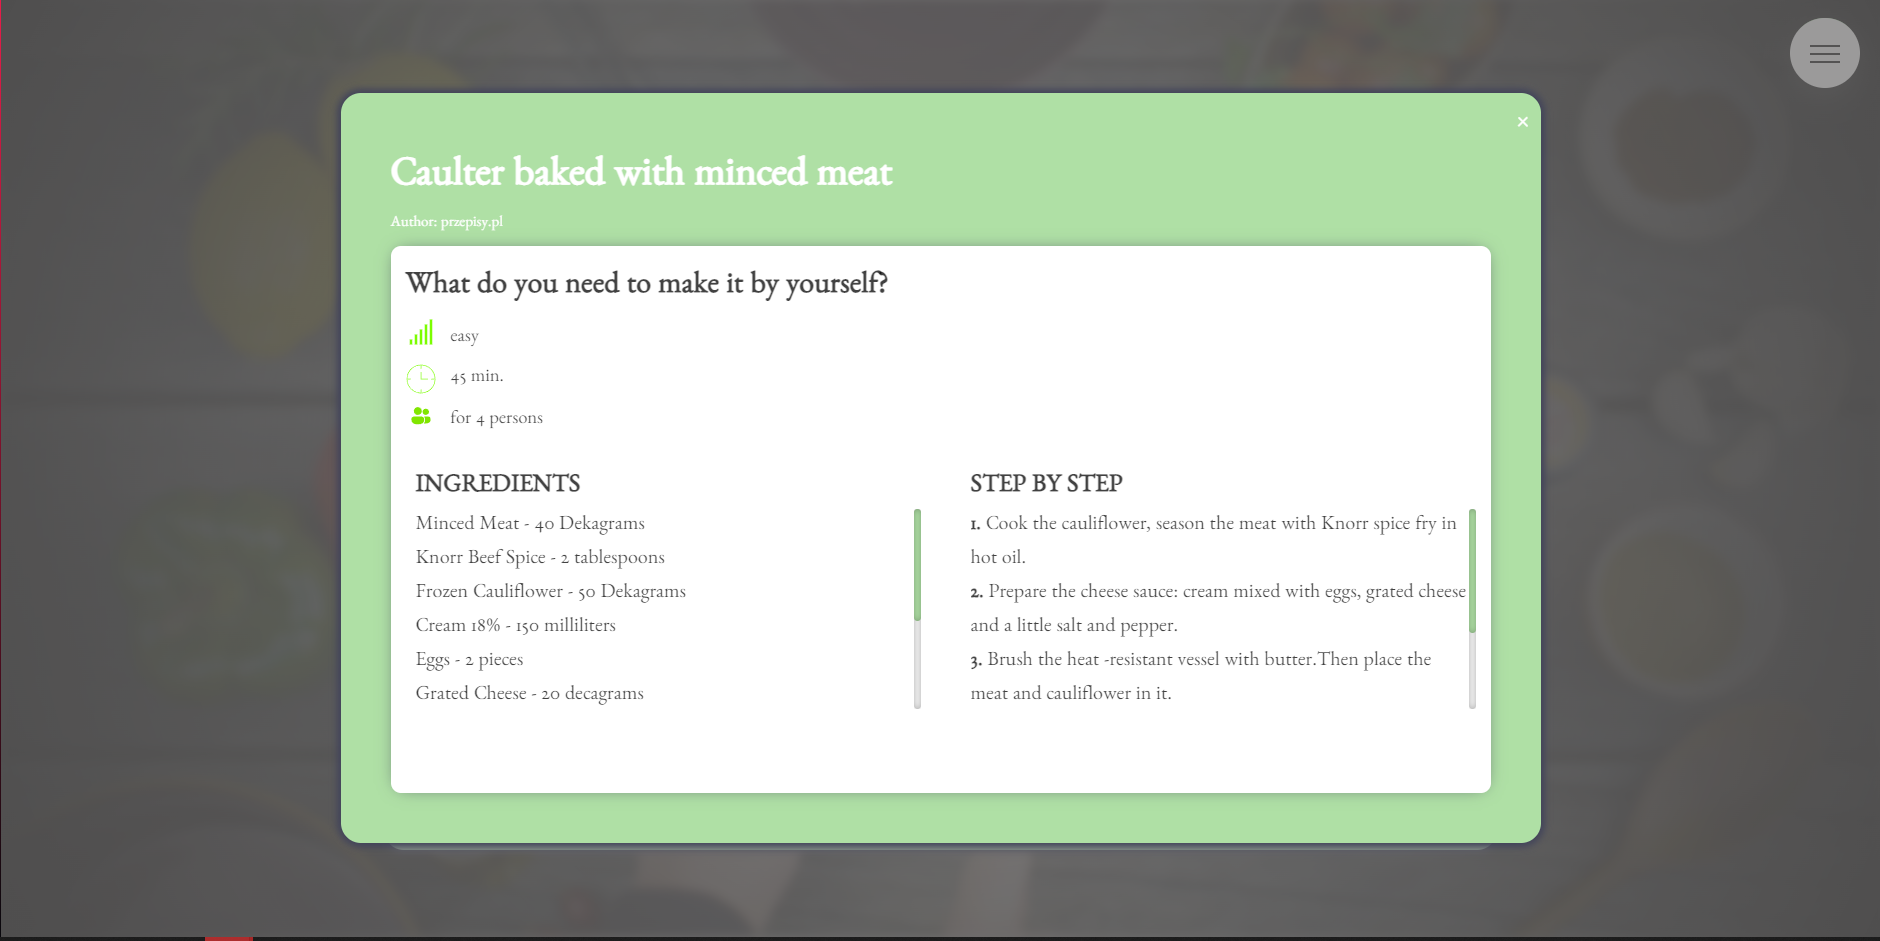 Caulter baked with minced meat
Author: przepisy.pl
What do you need to make it by yourself?
easy
45 min.
for 4 persons
INGREDIENTS
Minced Meat - 40 Dekagrams
Knorr Beef Spice - 2 tablespoons
Frozen Cauliflower - 50 Dekagrams
Cream 18% - 150 milliliters
Eggs - 2 pieces
Grated Cheese - 20 decagrams
STEP BY STEP
1. Cook the cauliflower, season the meat with Knorr spice fry in
hot oil.
2. Prepare the cheese sauce: cream mixed with eggs, grated cheese
and a little salt and pepper.
3. Brush the heat -resistant vessel with butter.Then place the
meat and cauliflower in it.